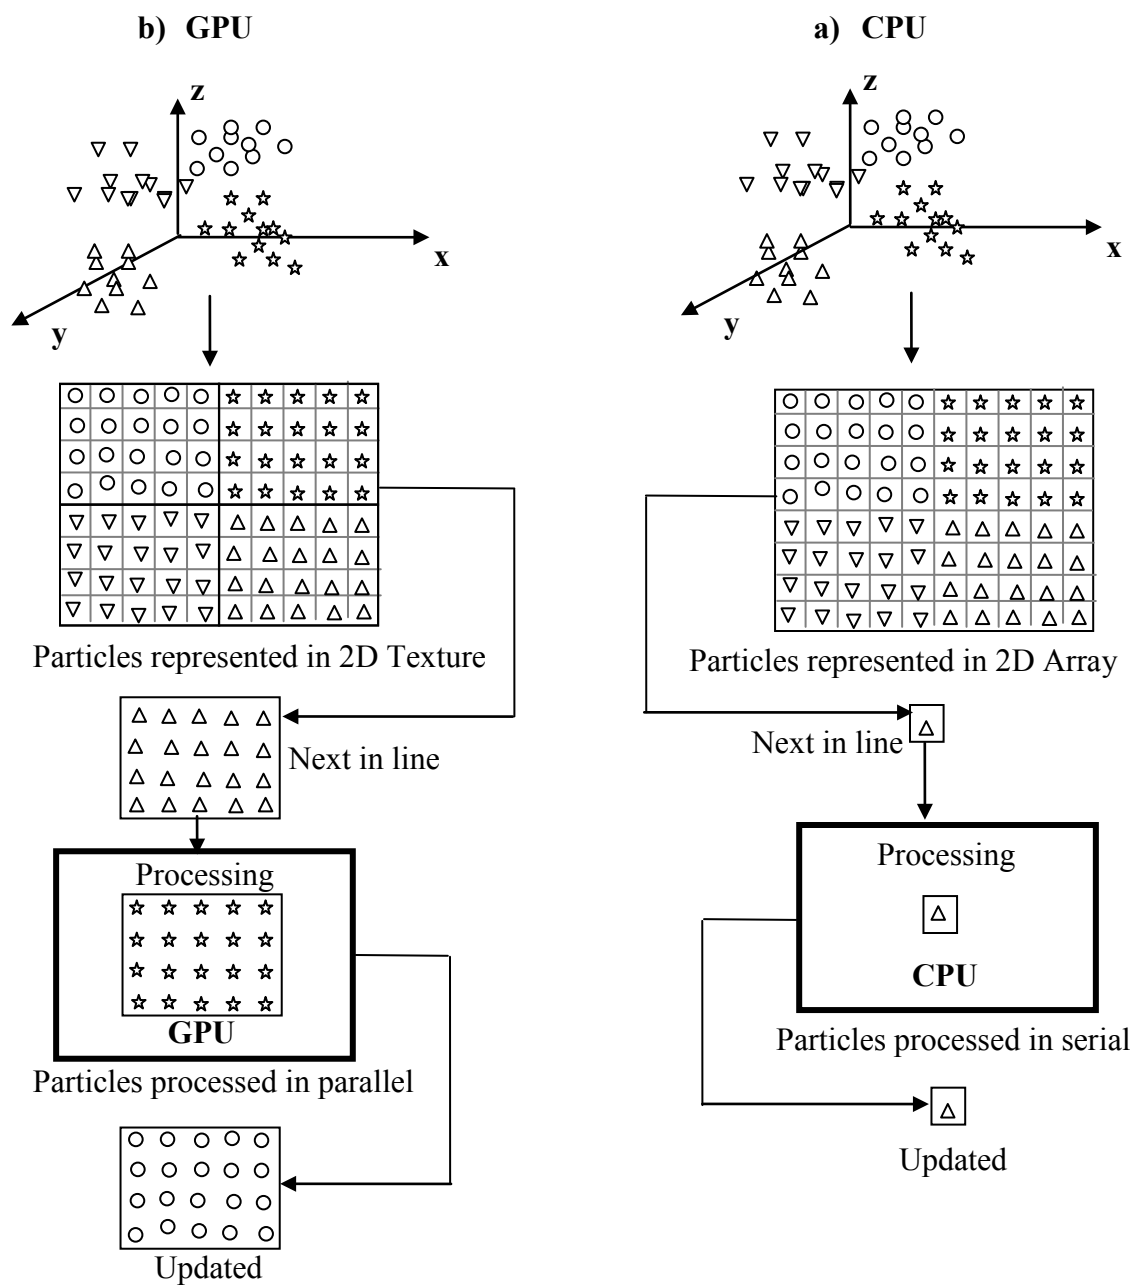 b) GPU
z
x
y
Particles represented in 2D Texture
Next in line
Processing
GPU
Particles processed in parallel
Updated
a) CPU
z
x
y
Particles represented in 2D Array
Next in line
Processing
CPU
Particles processed in serial
Updated